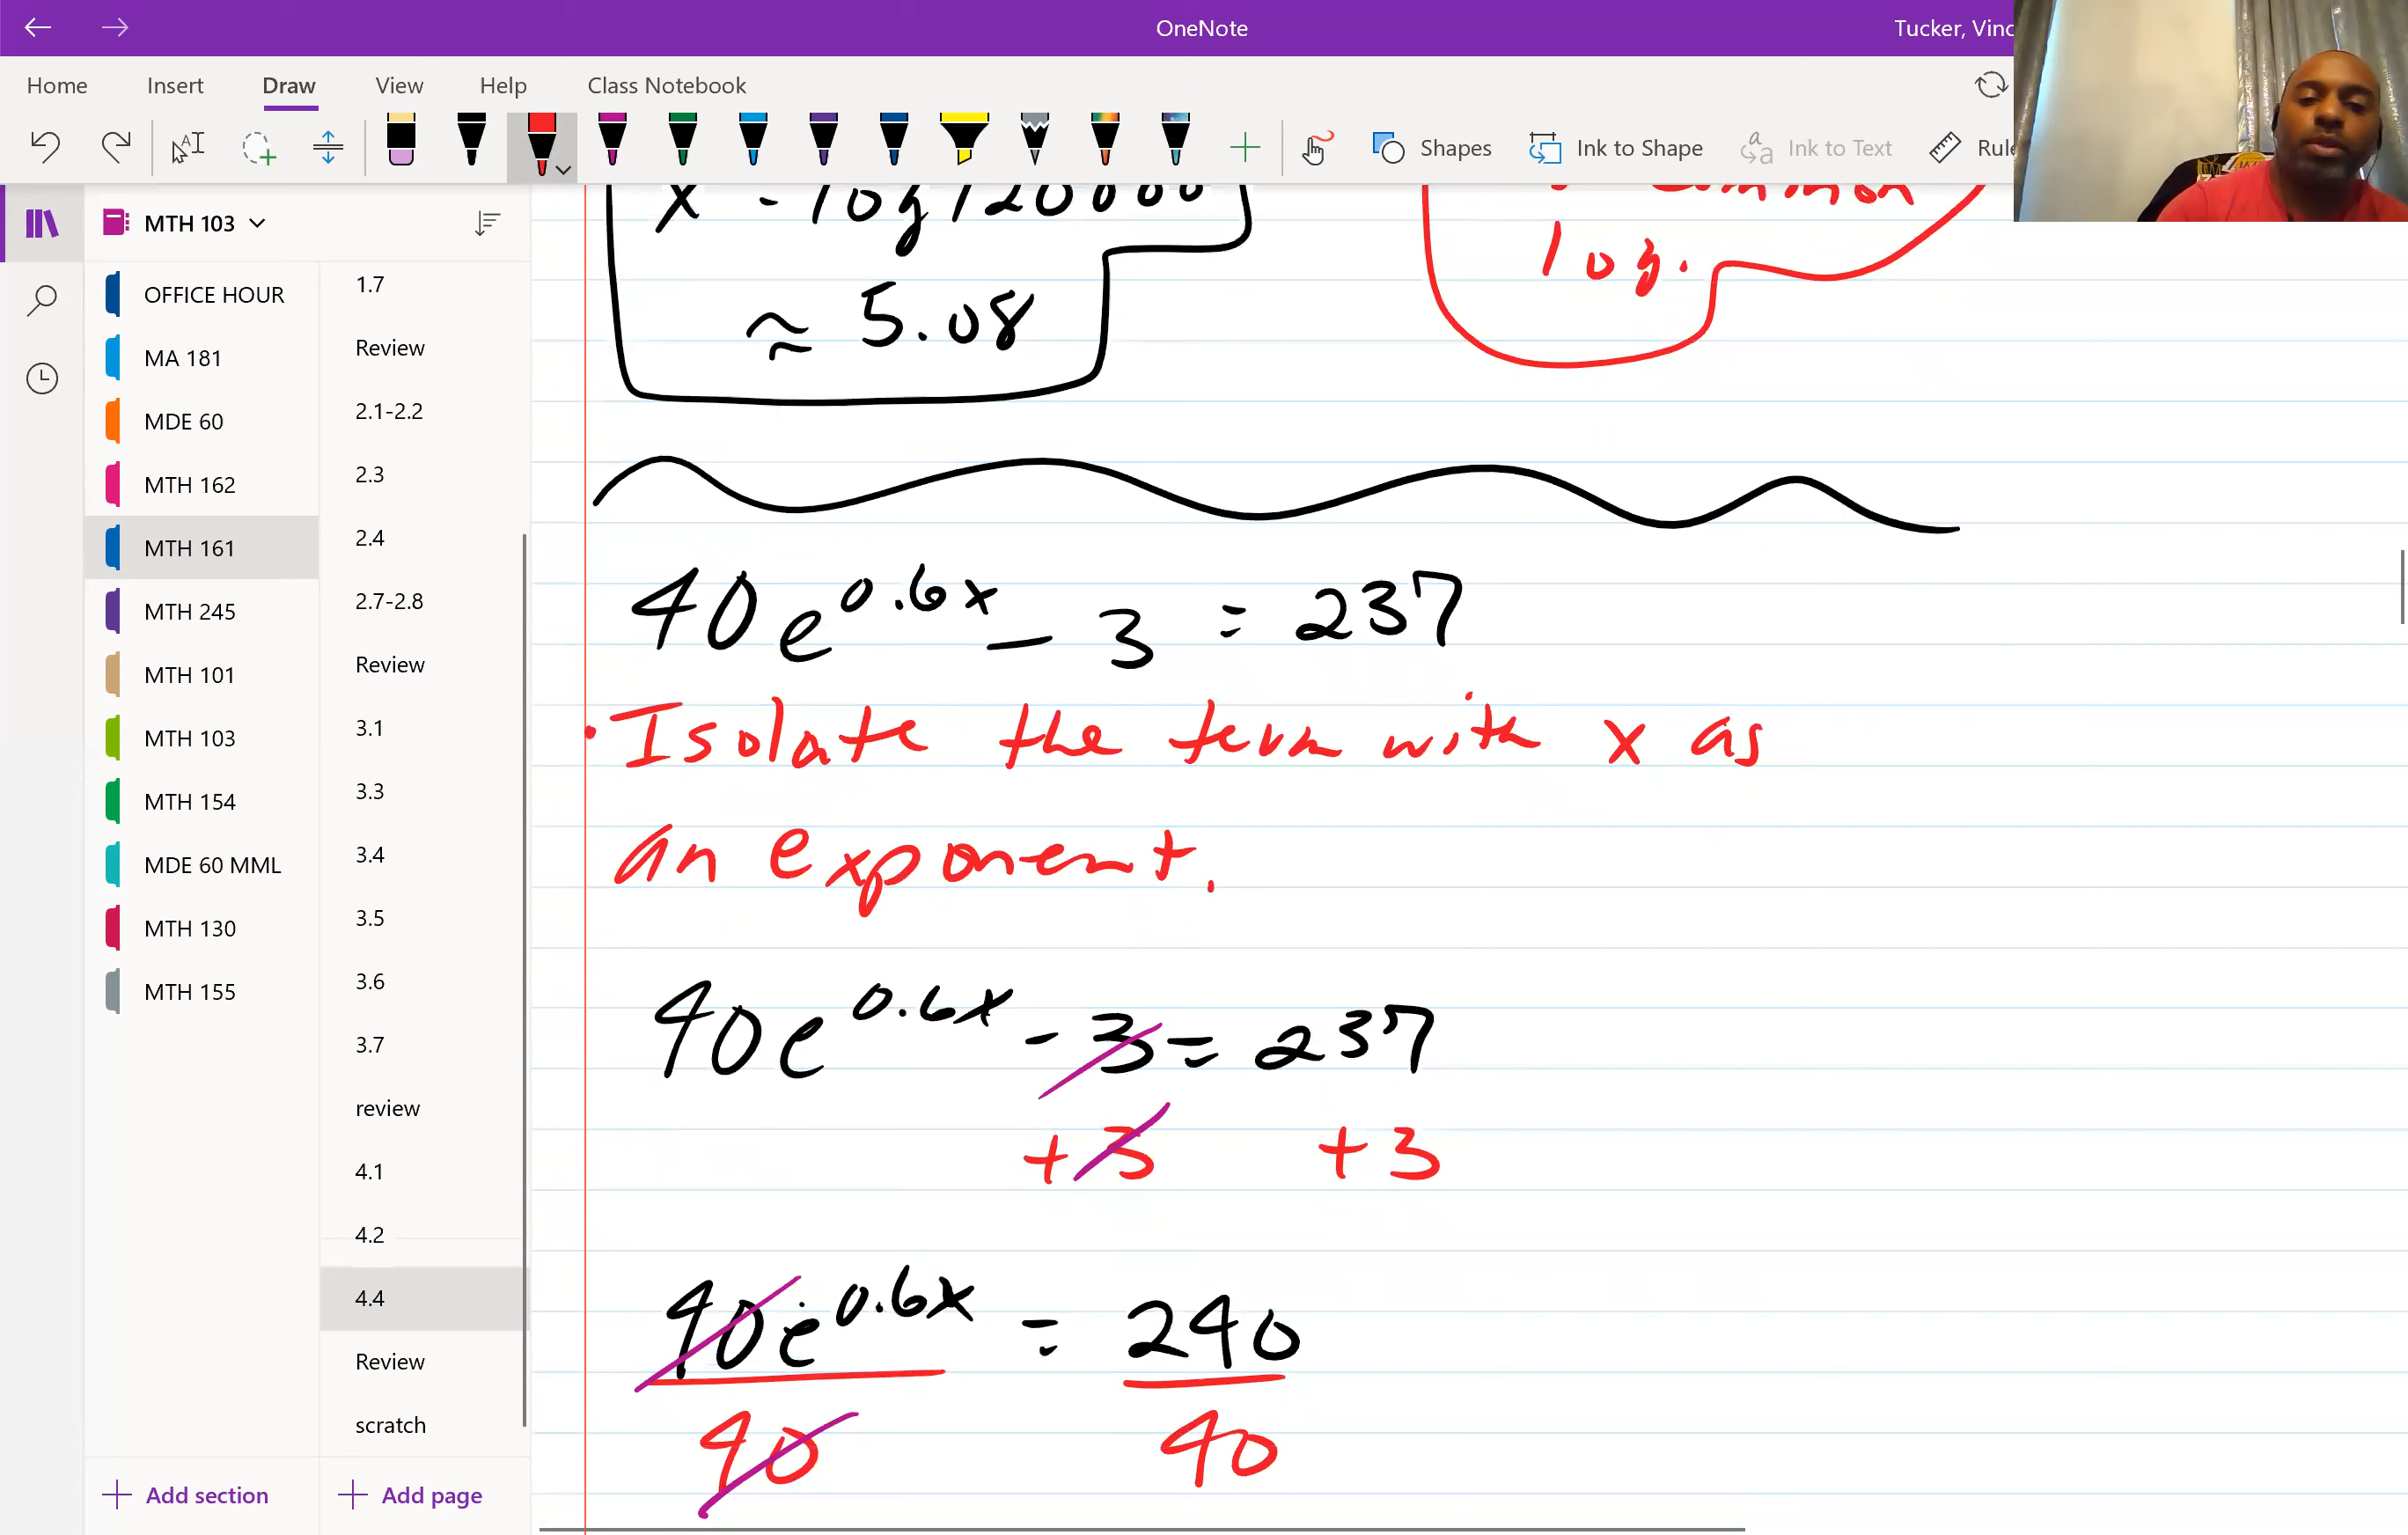 OneNote
Tucker, Vinc
Home Insert Draw View Help Class Notebook
Shapes Ink to Shape Ink to Text Rule
MTH 103
OFFICE HOUR
MA 181
MDE 60
MTH 162
MTH 161
MTH 245
MTH 101
MTH 103
MTH 154
MDE 60 MML
MTH 130
MTH 155
Add section
1.7
Review
2.1-2.2
2.3
2.4
2.7-2.8
Review
3.1
3.3
3.4
3.5
3.6
3.7
review
4.1
4.2
4.4
Review
scratch
Add page
x = log 120000
≈ 5.08
common
log.
40e^0.6x - 3 = 237
• Isolate the term with x as
an exponent.
40e^0.6x - 3 = 237
+3 +3
40e^0.6x = 240
40 40